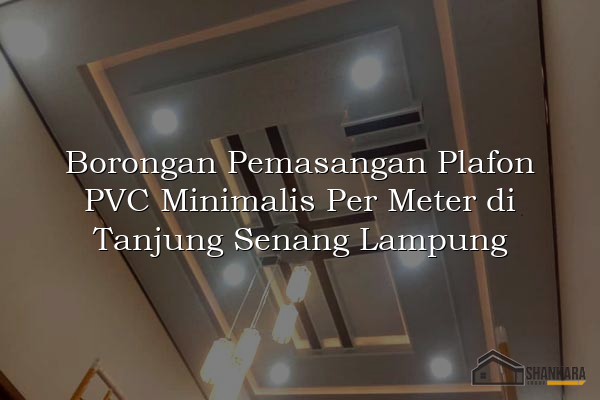 Borongan Pemasangan Plafon
PVC Minimalis Per Meter di
Tanjung Senang Lampung
SHANKARA